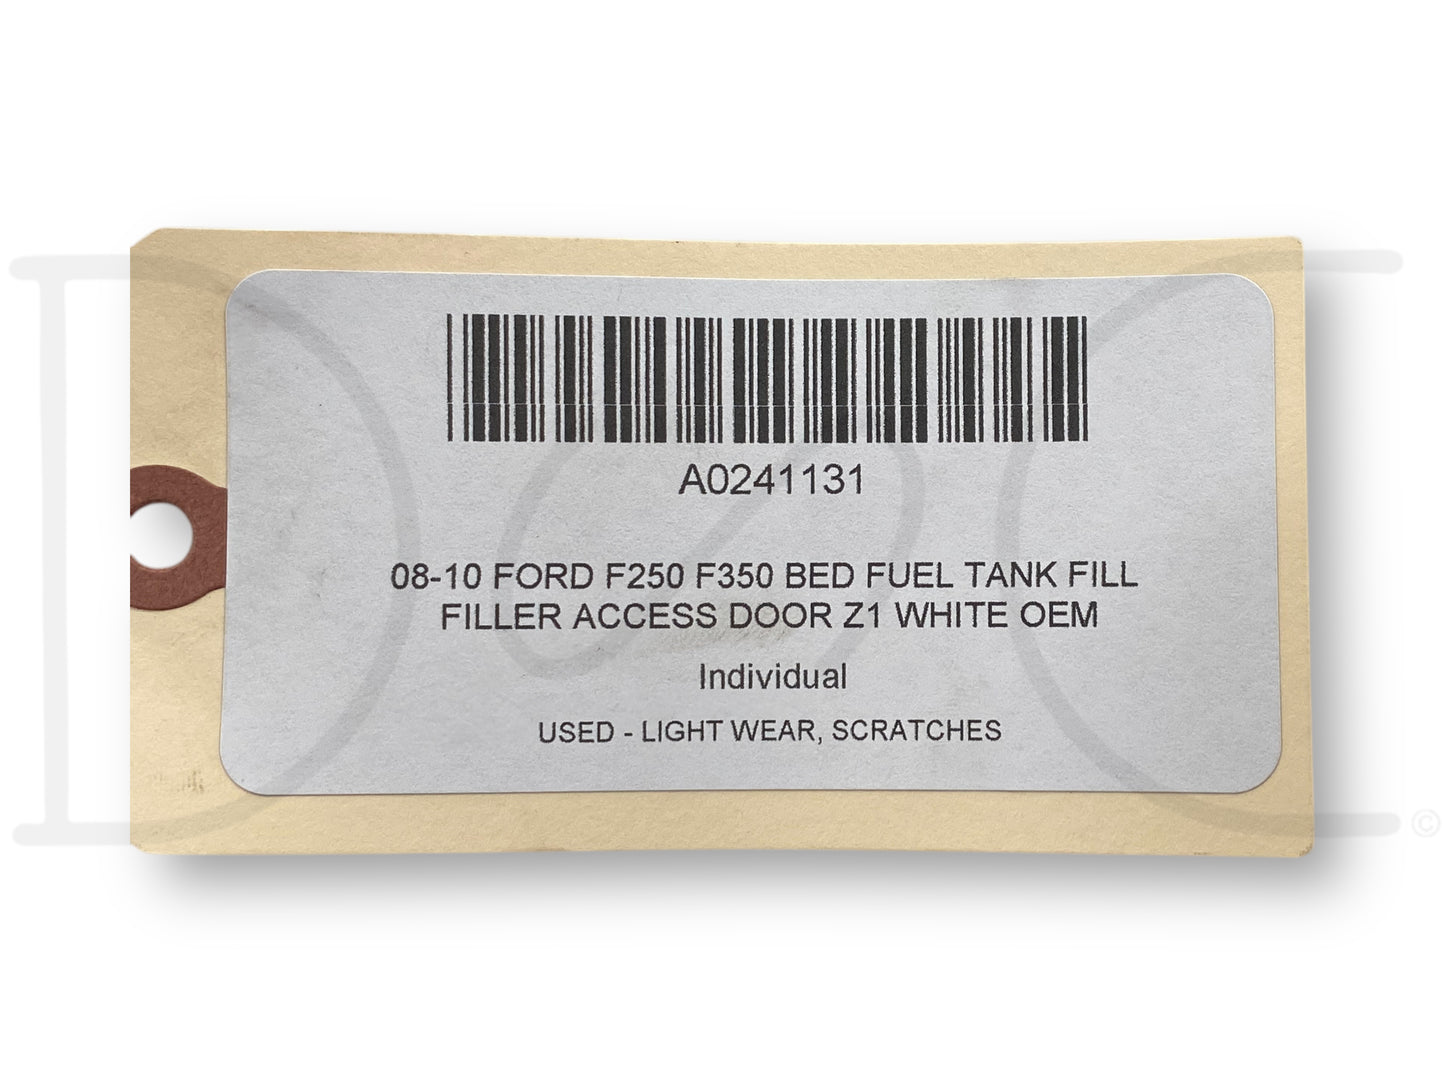 A0241131
08-10 FORD F250 F350 BED FUEL TANK FILL
FILLER ACCESS DOOR Z1 WHITE OEM
Individual
USED - LIGHT WEAR, SCRATCHES
©